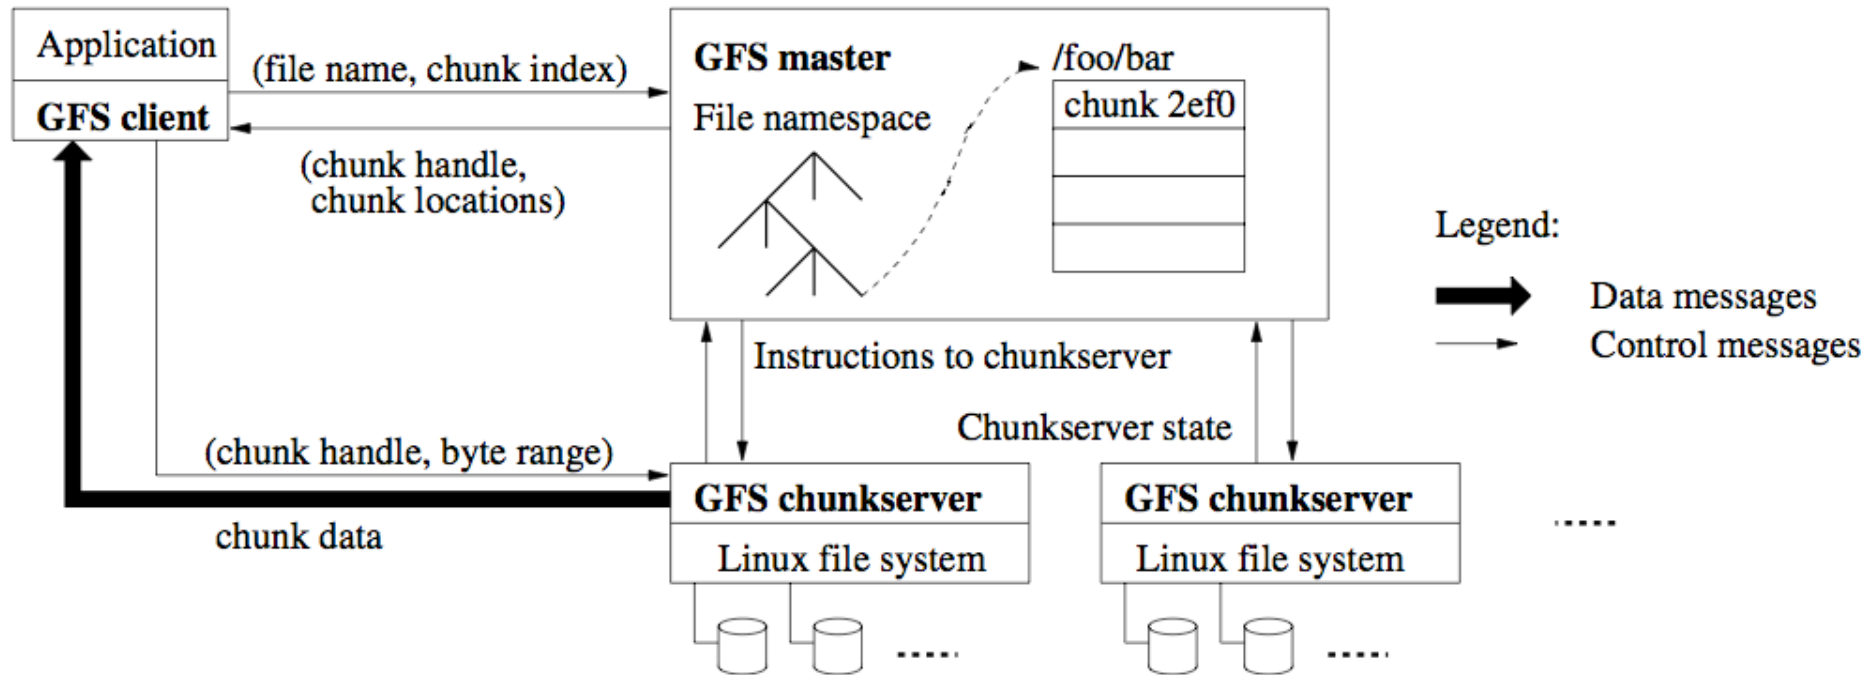 Application
GFS client
(file name, chunk index)
(chunk handle,
chunk locations)
GFS master
File namespace
/foo/bar
chunk 2ef0
Legend:
Data messages
Control messages
Instructions to chunkserver
Chunkserver state
(chunk handle, byte range)
chunk data
GFS chunkserver
Linux file system
GFS chunkserver
Linux file system